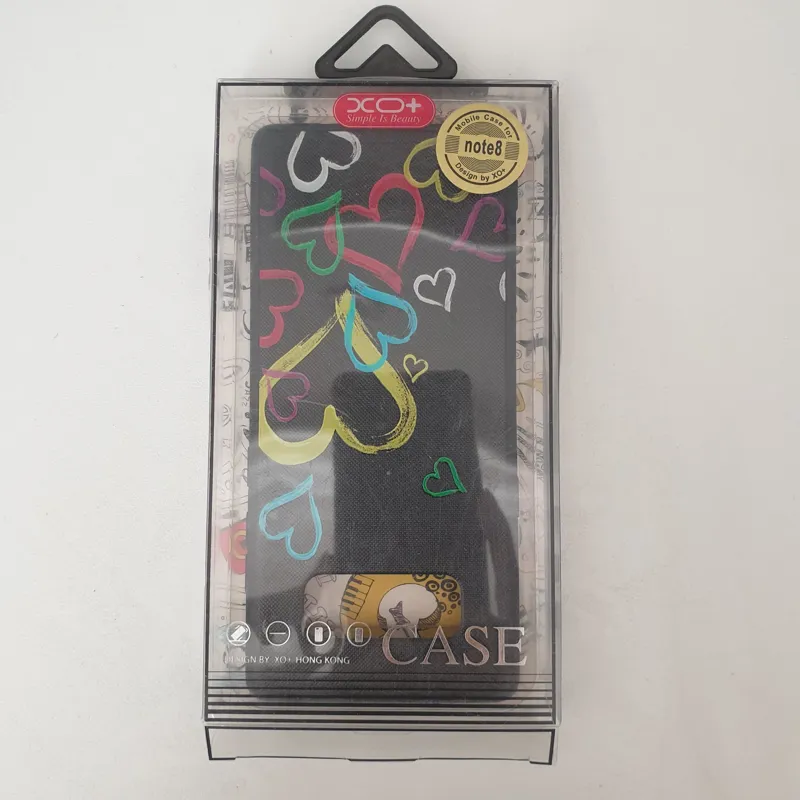 XO+
Simple Is Beauty
Mobile Case for
note8
Design by XO+
CASE
DESIGN BY XO+ HONG KONG